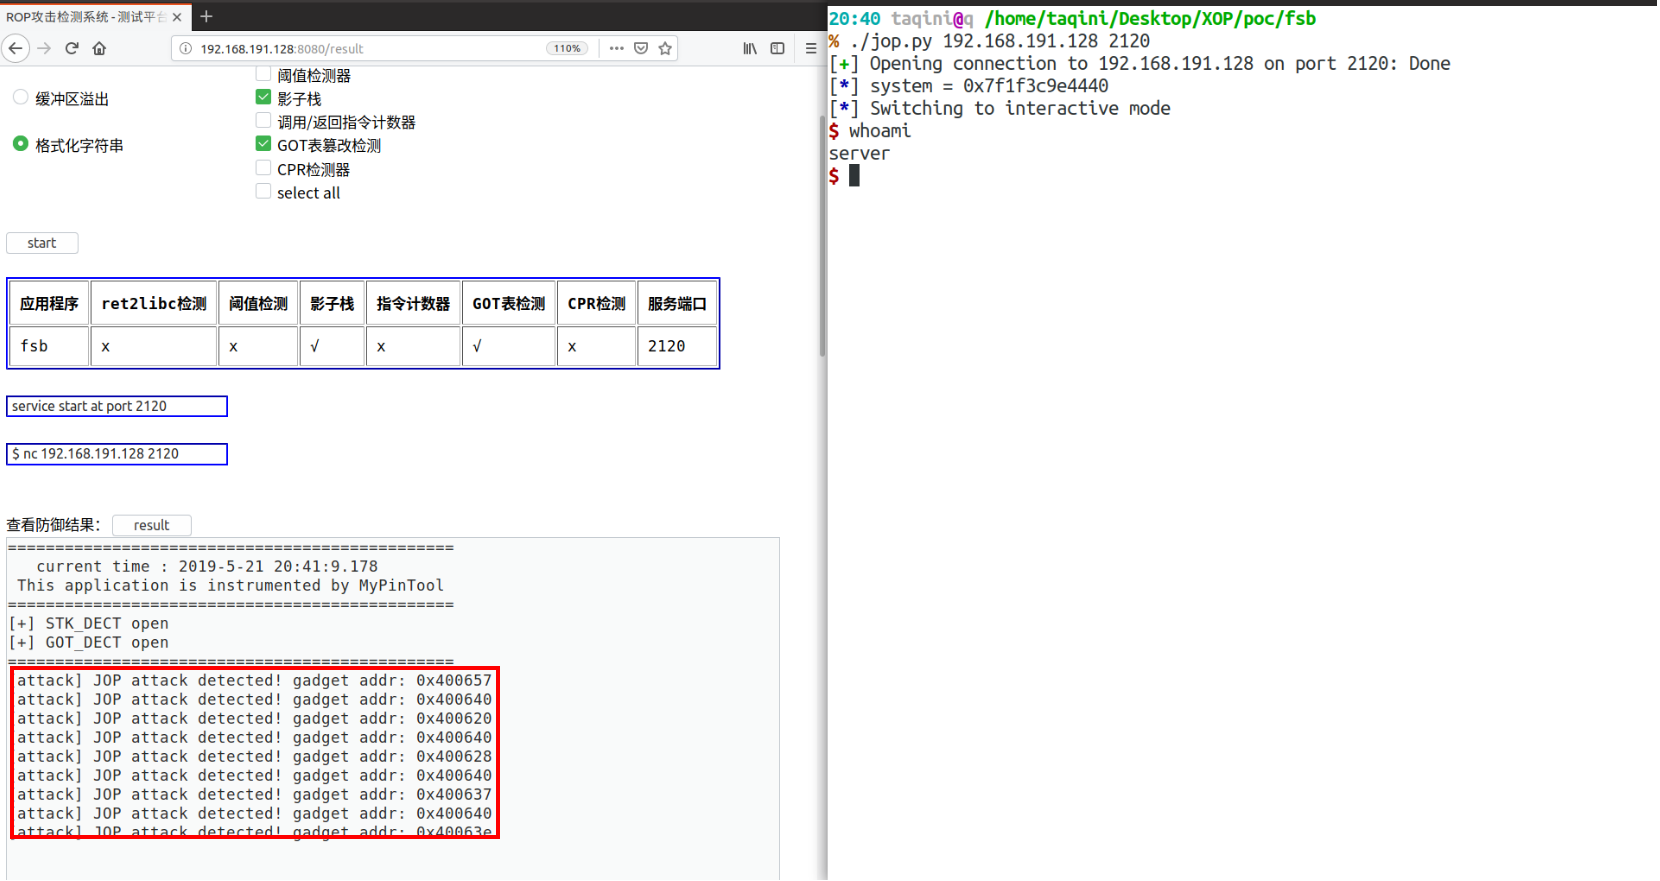 ROP攻击检测系统 - 测试平台
192.168.191.128:8080/result
110%
阈值检测器
缓冲区溢出
影子栈
调用/返回指令计数器
格式化字符串
GOT表篡改检测
CPR检测器
select all
start
应用程序 ret2libc检测 阈值检测 影子栈 指令计数器 GOT表检测 CPR检测 服务端口
fsb x x √ x √ x 2120
service start at port 2120
$ nc 192.168.191.128 2120
查看防御结果： result
===============================================
current time : 2019-5-21 20:41:9.178
This application is instrumented by MyPinTool
===============================================
[+] STK_DECT open
[+] GOT_DECT open
===============================================
attack] JOP attack detected! gadget addr: 0x400657
attack] JOP attack detected! gadget addr: 0x400640
attack] JOP attack detected! gadget addr: 0x400620
attack] JOP attack detected! gadget addr: 0x400640
attack] JOP attack detected! gadget addr: 0x400628
attack] JOP attack detected! gadget addr: 0x400640
attack] JOP attack detected! gadget addr: 0x400637
attack] JOP attack detected! gadget addr: 0x400640
attack] JOP attack detected! gadget addr: 0x40063e
20:40 taqini@q /home/taqini/Desktop/XOP/poc/fsb
% ./jop.py 192.168.191.128 2120
[+] Opening connection to 192.168.191.128 on port 2120: Done
[*] system = 0x7f1f3c9e4440
[*] Switching to interactive mode
$ whoami
server
$